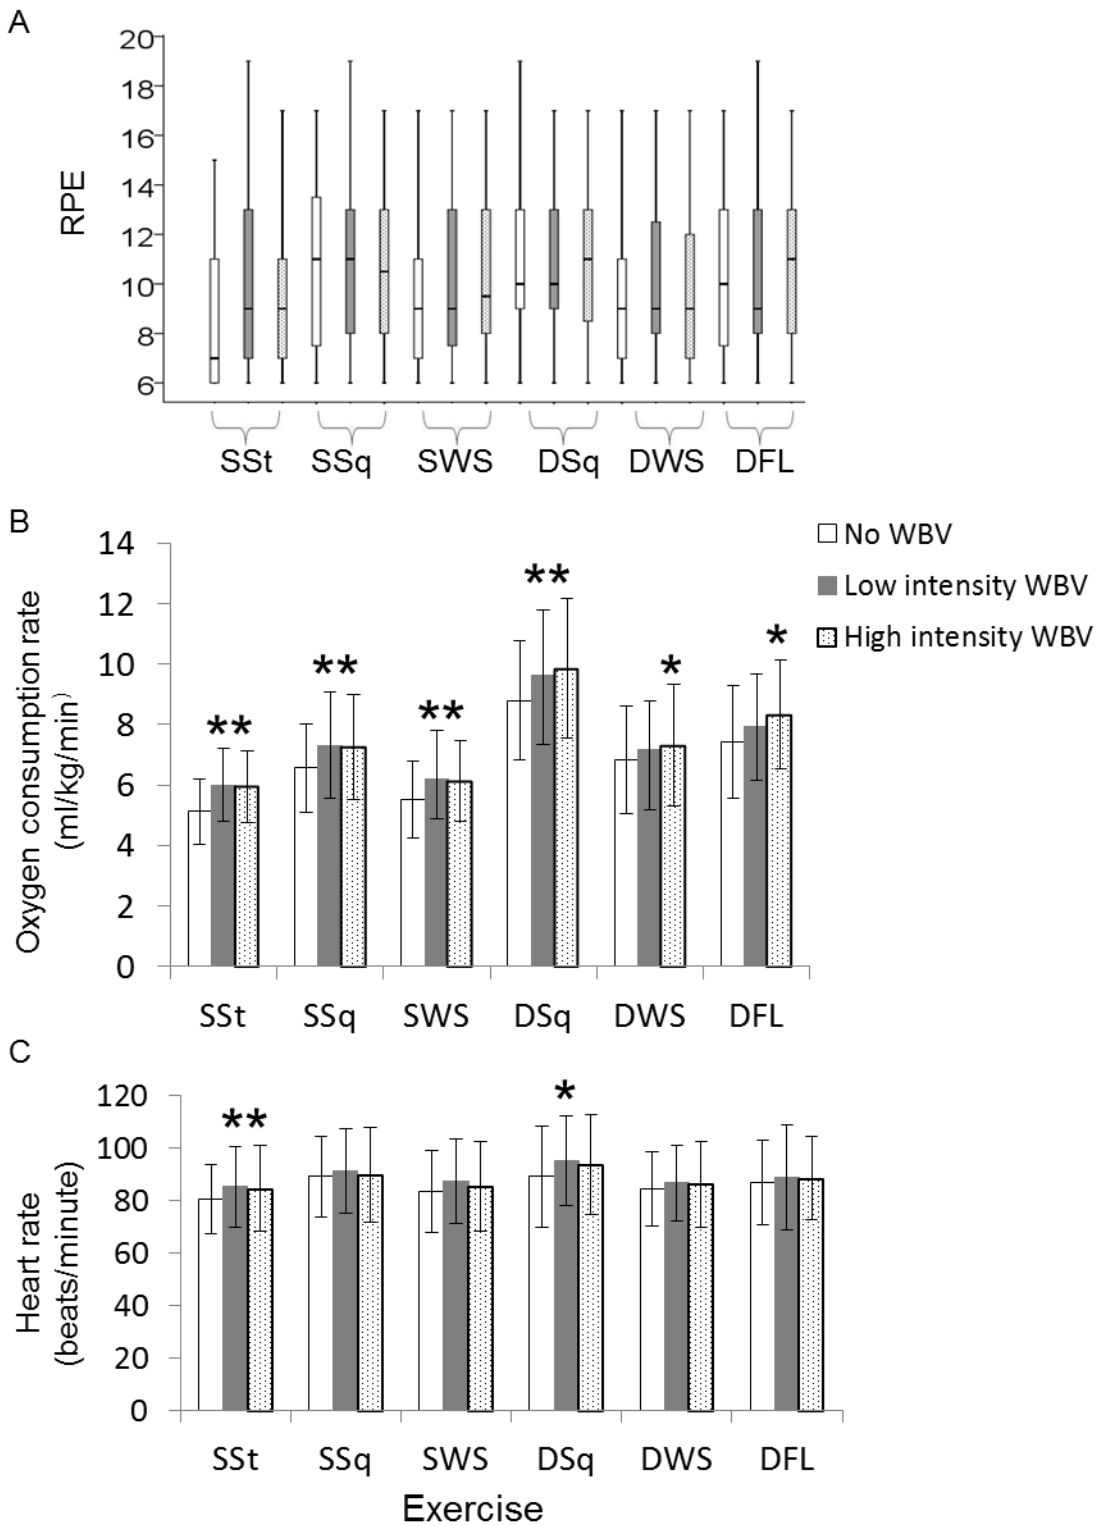 A
20
18
16
14
12
10
8
6
RPE
SSt SSq SWS DSq DWS DFL
B
14
12
10
8
6
4
2
0
Oxygen consumption rate
(ml/kg/min)
** ** ** ** * *
No WBV
Low intensity WBV
High intensity WBV
SSt SSq SWS DSq DWS DFL
C
120
100
80
60
40
20
0
Heart rate
(beats/minute)
** *
SSt SSq SWS DSq DWS DFL
Exercise